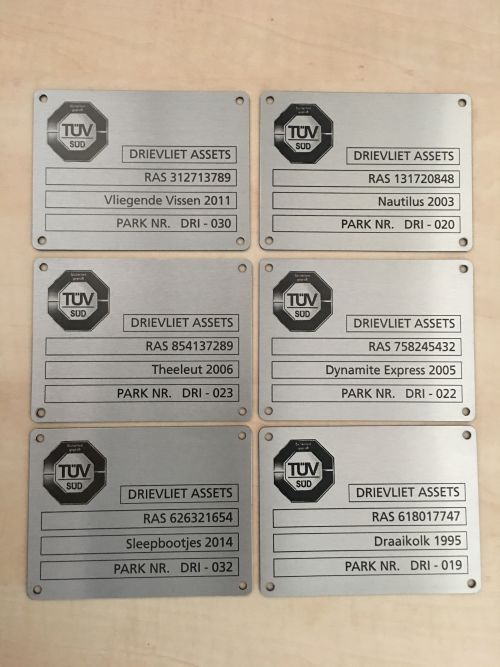 TÜV
SÜD
DRIEVLIET ASSETS
RAS 312713789
Vliegende Vissen 2011
PARK NR. DRI - 030
TÜV
SÜD
DRIEVLIET ASSETS
RAS 131720848
Nautilus 2003
PARK NR. DRI - 020
TÜV
SÜD
DRIEVLIET ASSETS
RAS 854137289
Theeleut 2006
PARK NR. DRI - 023
TÜV
SÜD
DRIEVLIET ASSETS
RAS 758245432
Dynamite Express 2005
PARK NR. DRI - 022
TÜV
SÜD
DRIEVLIET ASSETS
RAS 626321654
Sleepbootjes 2014
PARK NR. DRI - 032
TÜV
SÜD
DRIEVLIET ASSETS
RAS 618017747
Draaikolk 1995
PARK NR. DRI - 019